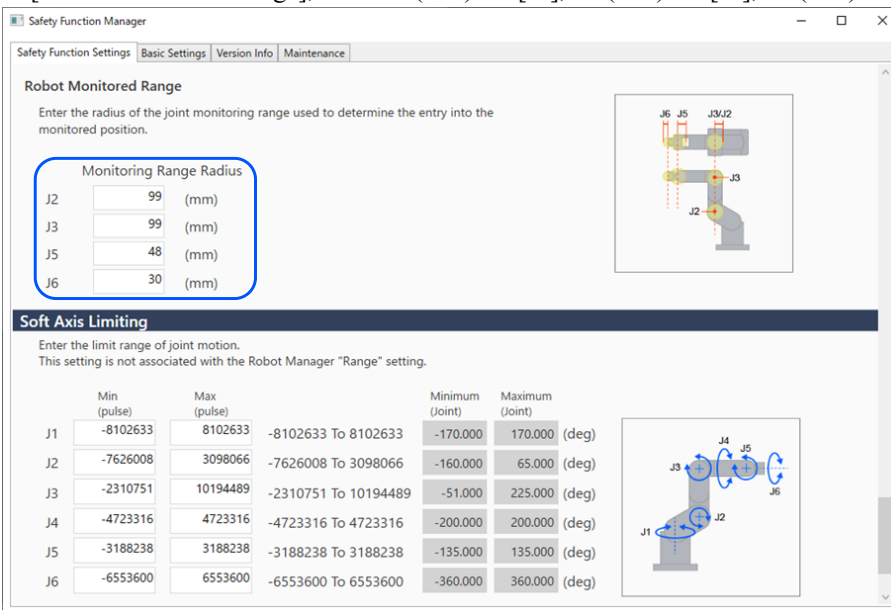 Safety Function Manager
Safety Function Settings Basic Settings Version Info Maintenance
Robot Monitored Range
Enter the radius of the joint monitoring range used to determine the entry into the
monitored position.
Monitoring Range Radius
J2 99 (mm)
J3 99 (mm)
J5 48 (mm)
J6 30 (mm)
J6 J5 J3/J2
J3
J2
Soft Axis Limiting
Enter the limit range of joint motion.
This setting is not associated with the Robot Manager "Range" setting.
Min Max Minimum Maximum
(pulse) (pulse) (Joint) (Joint)
J1 -8102633 8102633 -8102633 To 8102633 -170.000 170.000 (deg)
J2 -7626008 3098066 -7626008 To 3098066 -160.000 65.000 (deg)
J3 -2310751 10194489 -2310751 To 10194489 -51.000 225.000 (deg)
J4 -4723316 4723316 -4723316 To 4723316 -200.000 200.000 (deg)
J5 -3188238 3188238 -3188238 To 3188238 -135.000 135.000 (deg)
J6 -6553600 6553600 -6553600 To 6553600 -360.000 360.000 (deg)
J4
J5
J3
J6
J2
J1